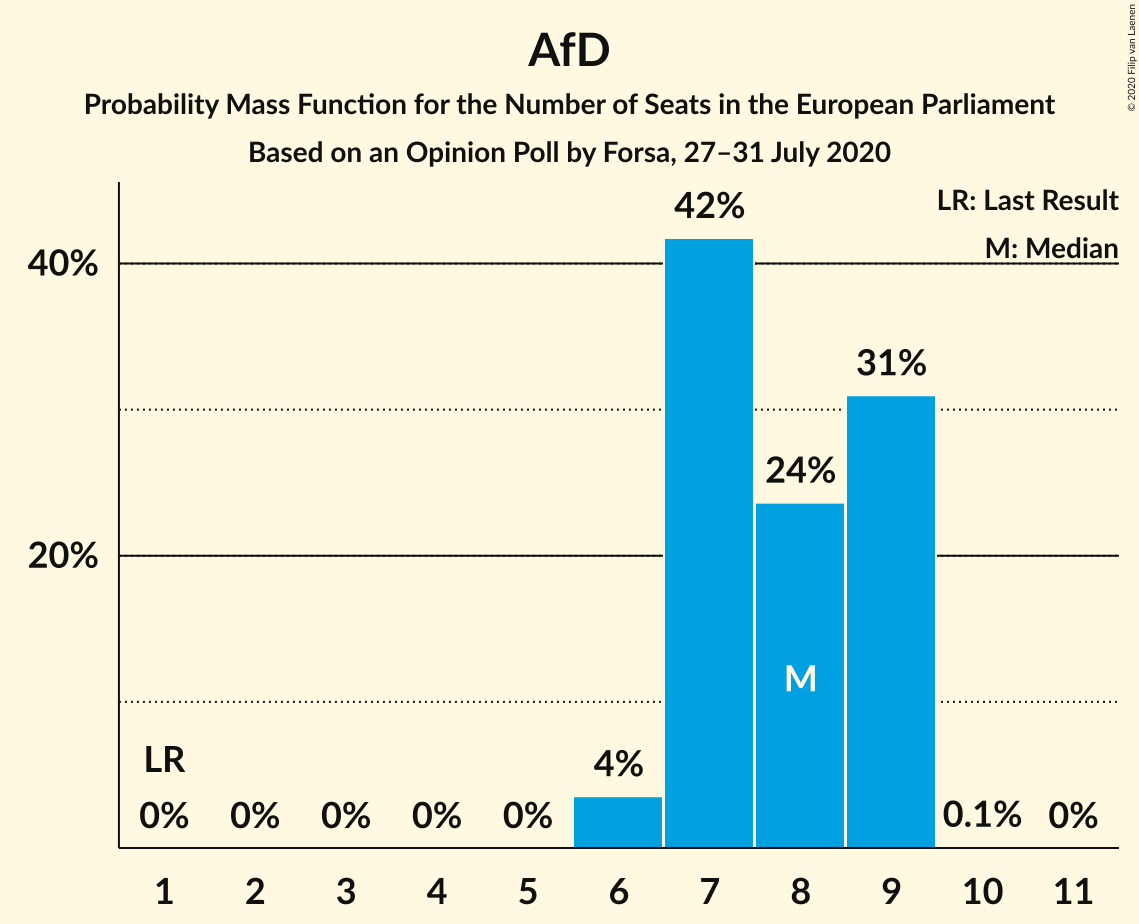 AfD
Probability Mass Function for the Number of Seats in the European Parliament
Based on an Opinion Poll by Forsa, 27–31 July 2020
© 2020 Filip van Laenen
LR: Last Result
M: Median
42%
40%
31%
24%
20%
M
LR
4%
0% 0% 0% 0% 0% 0.1% 0%
1 2 3 4 5 6 7 8 9 10 11